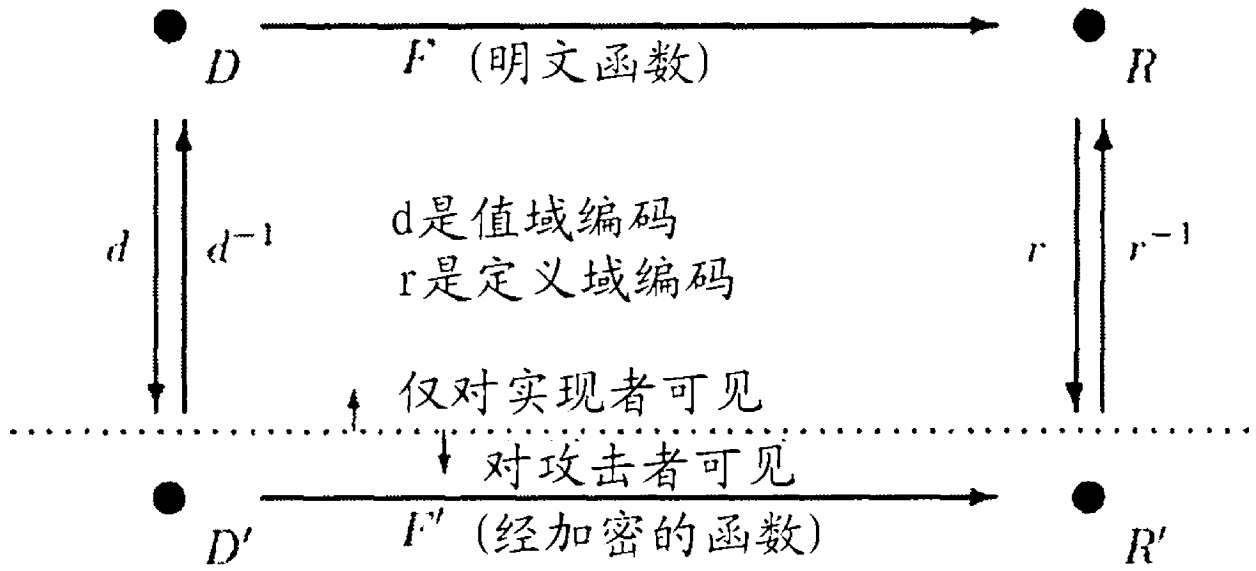 D F (明文函数) R
d d⁻¹ d是值域编码 r r⁻¹
r是定义域编码
仅对实现者可见
对攻击者可见
D′ F′ (经加密的函数) R′